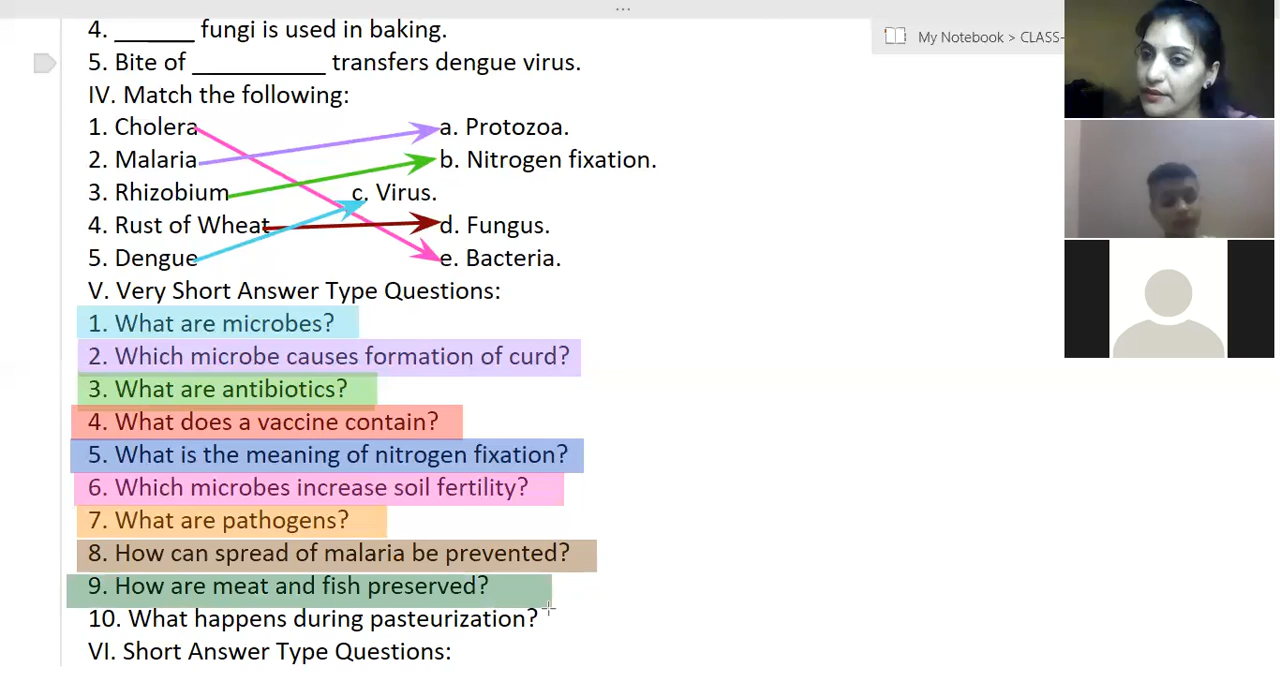 ...
4. ______ fungi is used in baking.
My Notebook > CLASS-
5. Bite of __________ transfers dengue virus.
IV. Match the following:
1. Cholera a. Protozoa.
2. Malaria b. Nitrogen fixation.
3. Rhizobium c. Virus.
4. Rust of Wheat d. Fungus.
5. Dengue e. Bacteria.
V. Very Short Answer Type Questions:
1. What are microbes?
2. Which microbe causes formation of curd?
3. What are antibiotics?
4. What does a vaccine contain?
5. What is the meaning of nitrogen fixation?
6. Which microbes increase soil fertility?
7. What are pathogens?
8. How can spread of malaria be prevented?
9. How are meat and fish preserved?
10. What happens during pasteurization?
VI. Short Answer Type Questions: